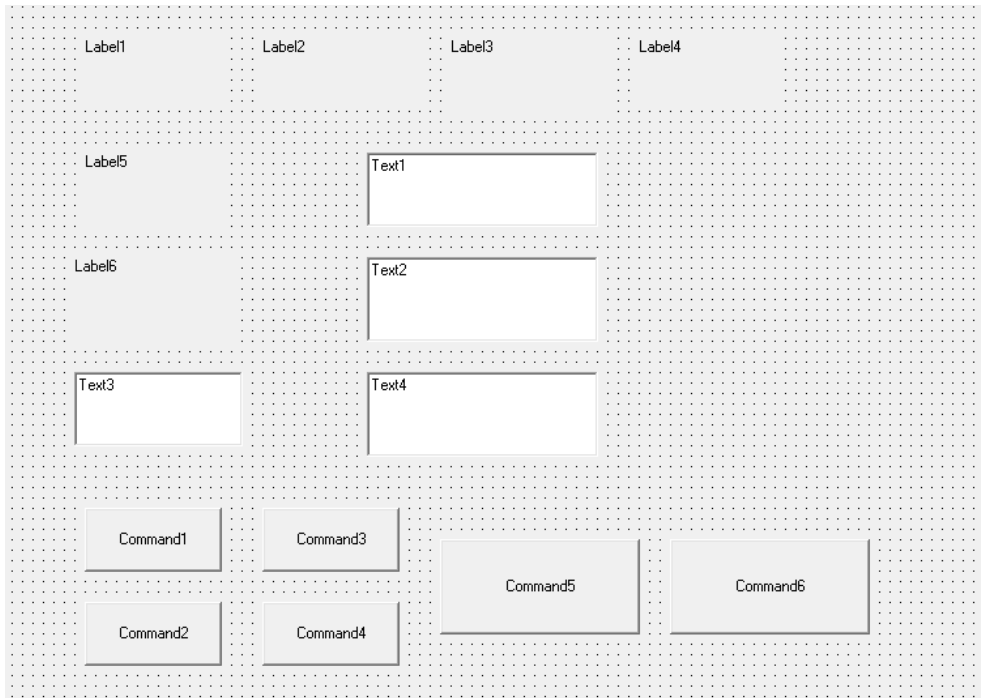 Label1
Label2
Label3
Label4
Label5
Text1
Label6
Text2
Text3
Text4
Command1
Command3
Command5
Command6
Command2
Command4